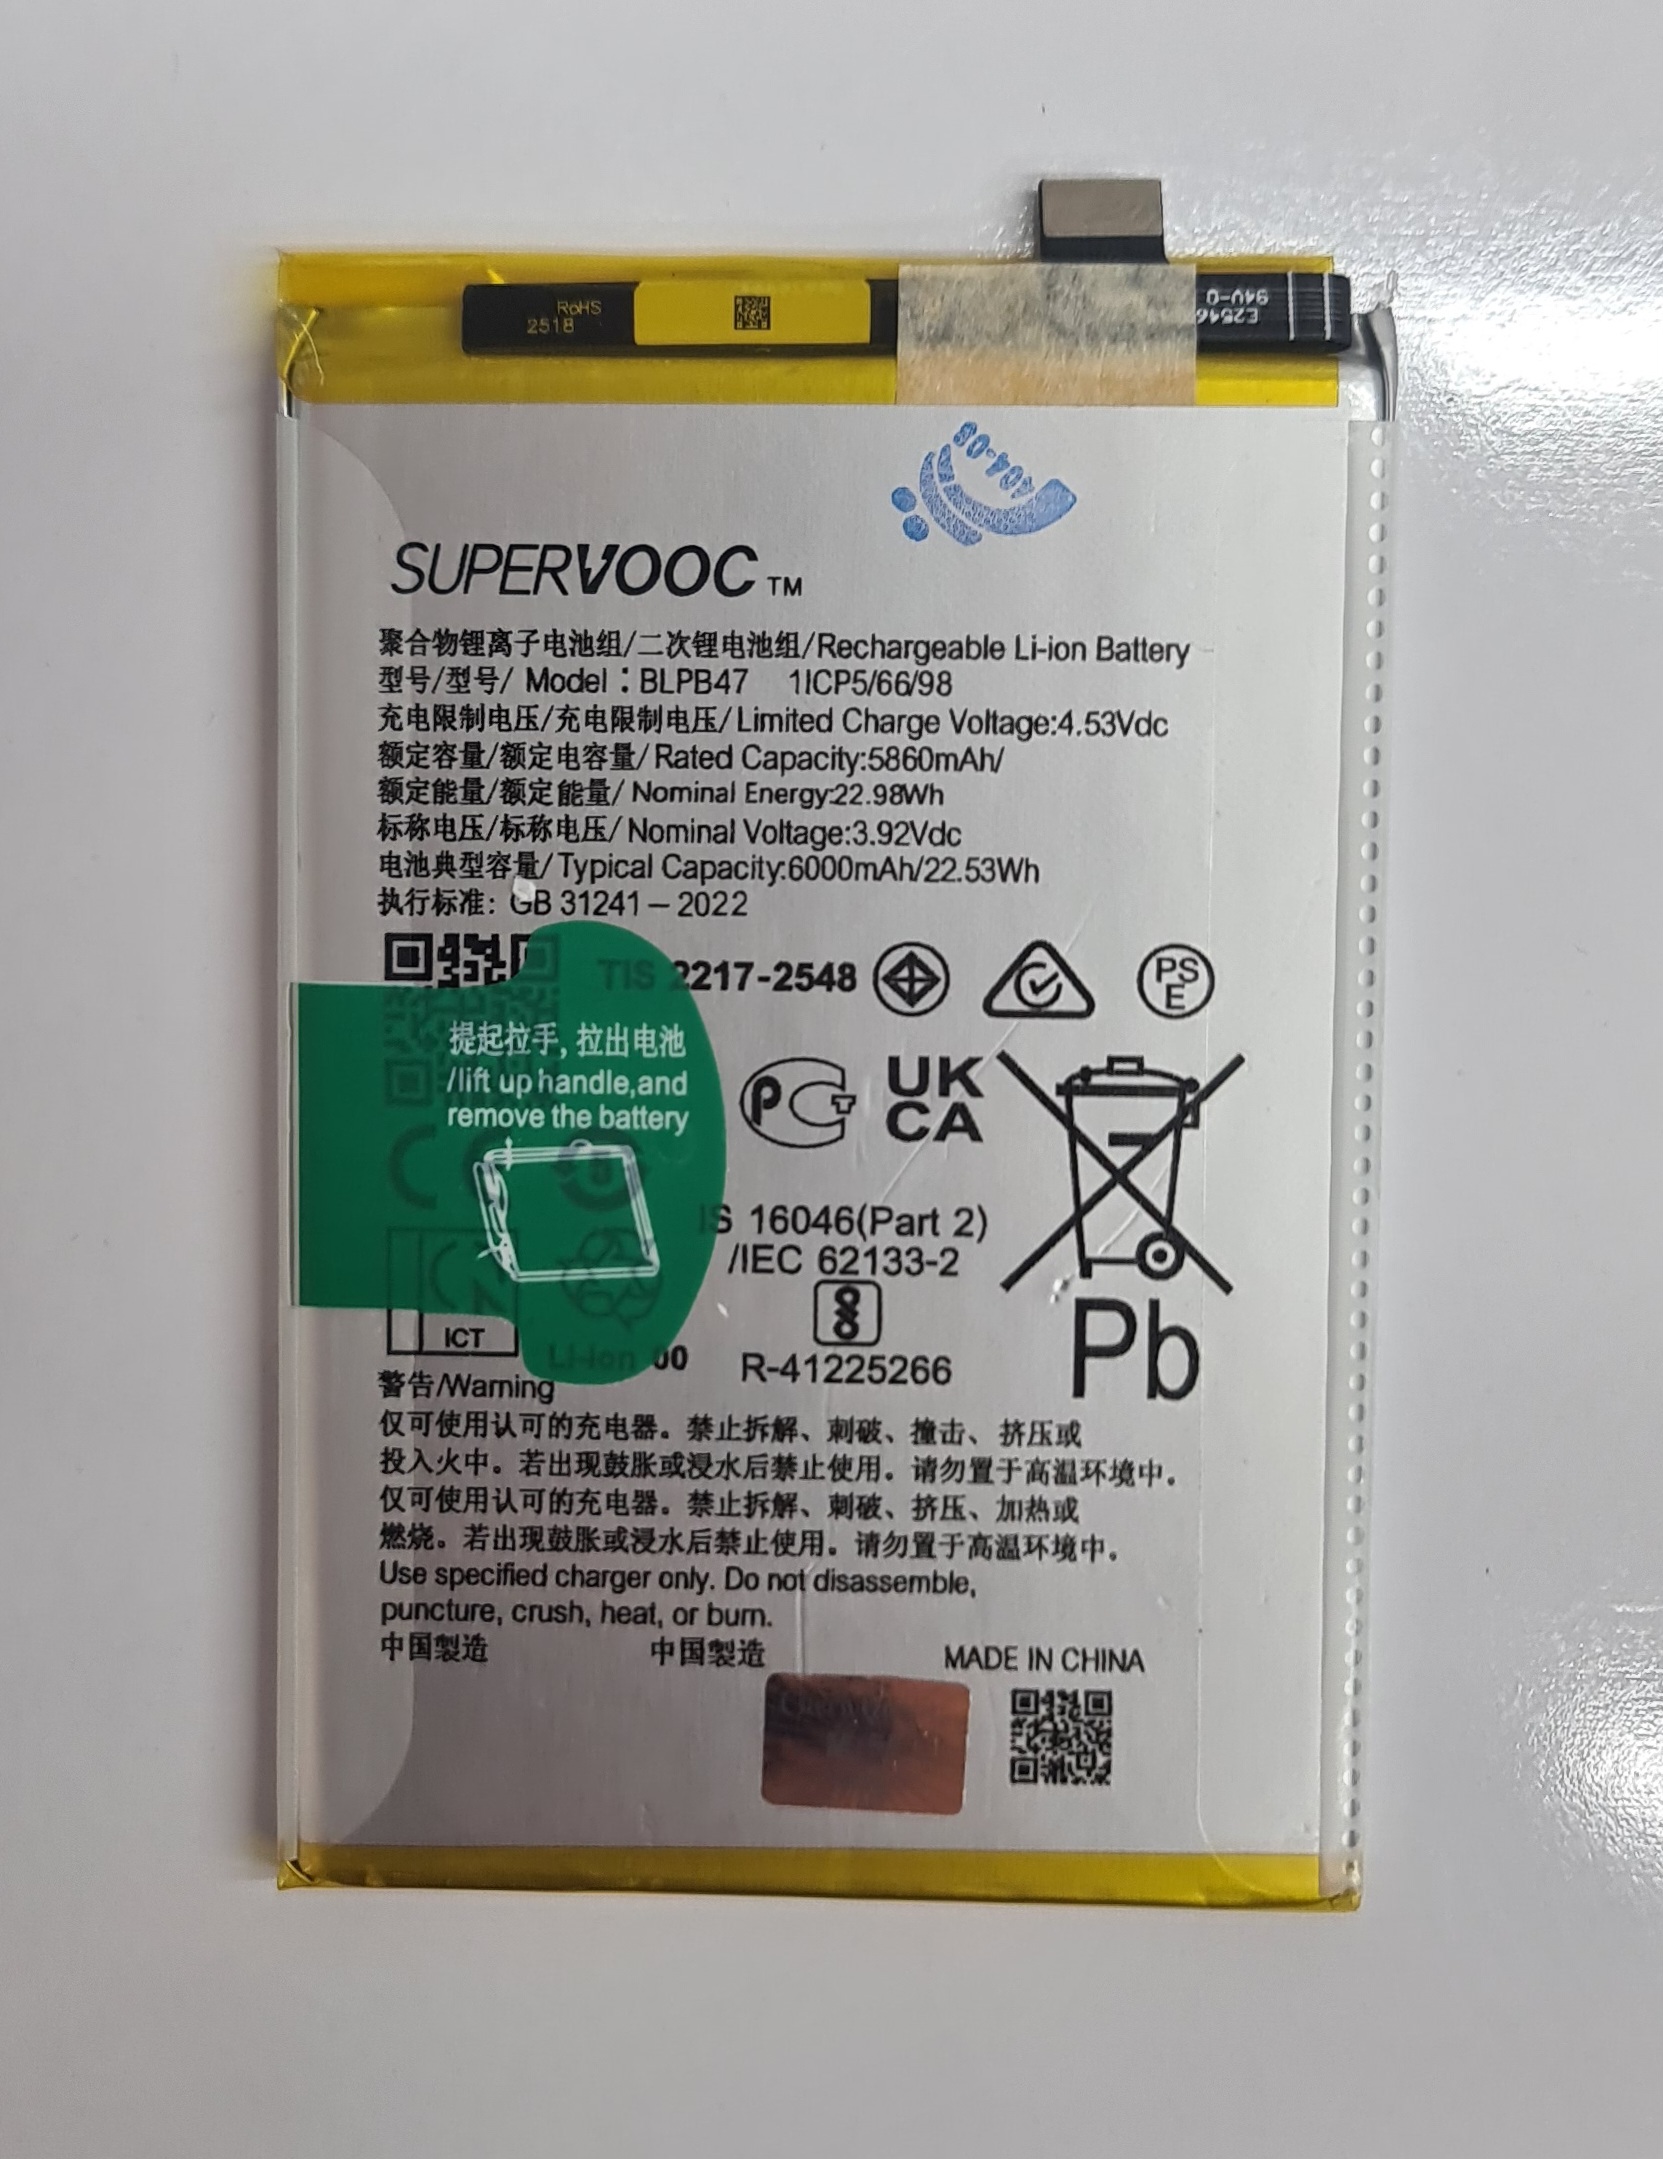 RoHS
2518
94V-0
404-08
SUPERVOOC TM
聚合物锂离子电池组/二次锂电池组/Rechargeable Li-ion Battery
型号/型号/ Model：BLPB47 1ICP5/66/98
充电限制电压/充电限制电压/Limited Charge Voltage:4.53Vdc
额定容量/额定电容量/Rated Capacity:5860mAh/
额定能量/额定能量/ Nominal Energy:22.98Wh
标称电压/标称电压/ Nominal Voltage:3.92Vdc
电池典型容量/Typical Capacity:6000mAh/22.53Wh
执行标准: GB 31241－2022
TIS 2217-2548
PS
E
提起拉手, 拉出电池
/lift up handle,and
remove the battery
UK
CA
IS 16046(Part 2)
/IEC 62133-2
ICT
Li-ion 00
R-41225266
Pb
警告/Warning
仅可使用认可的充电器。禁止拆解、刺破、撞击、挤压或
投入火中。若出现鼓胀或浸水后禁止使用。请勿置于高温环境中。
仅可使用认可的充电器。禁止拆解、刺破、挤压、加热或
燃烧。若出现鼓胀或浸水后禁止使用。请勿置于高温环境中。
Use specified charger only. Do not disassemble,
puncture, crush, heat, or burn.
中国製造 中国製造 MADE IN CHINA